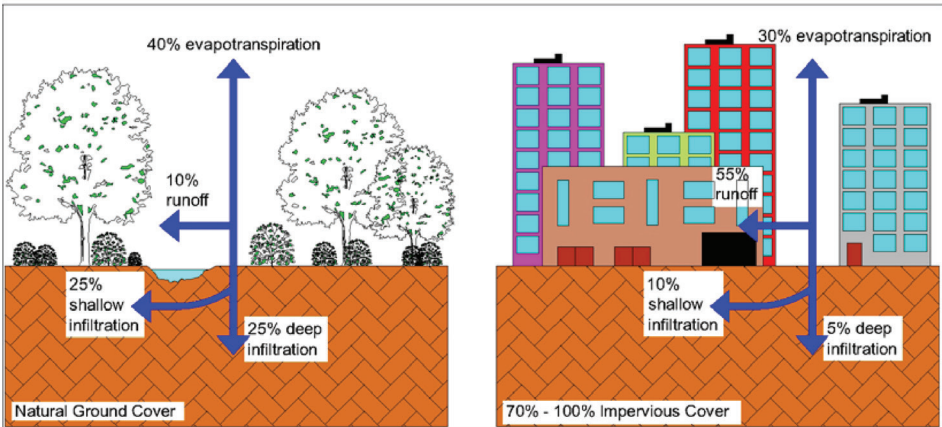 40% evapotranspiration
10%
runoff
25%
shallow
infiltration
25% deep
infiltration
Natural Ground Cover
30% evapotranspiration
55%
runoff
10%
shallow
infiltration
5% deep
infiltration
70% - 100% Impervious Cover